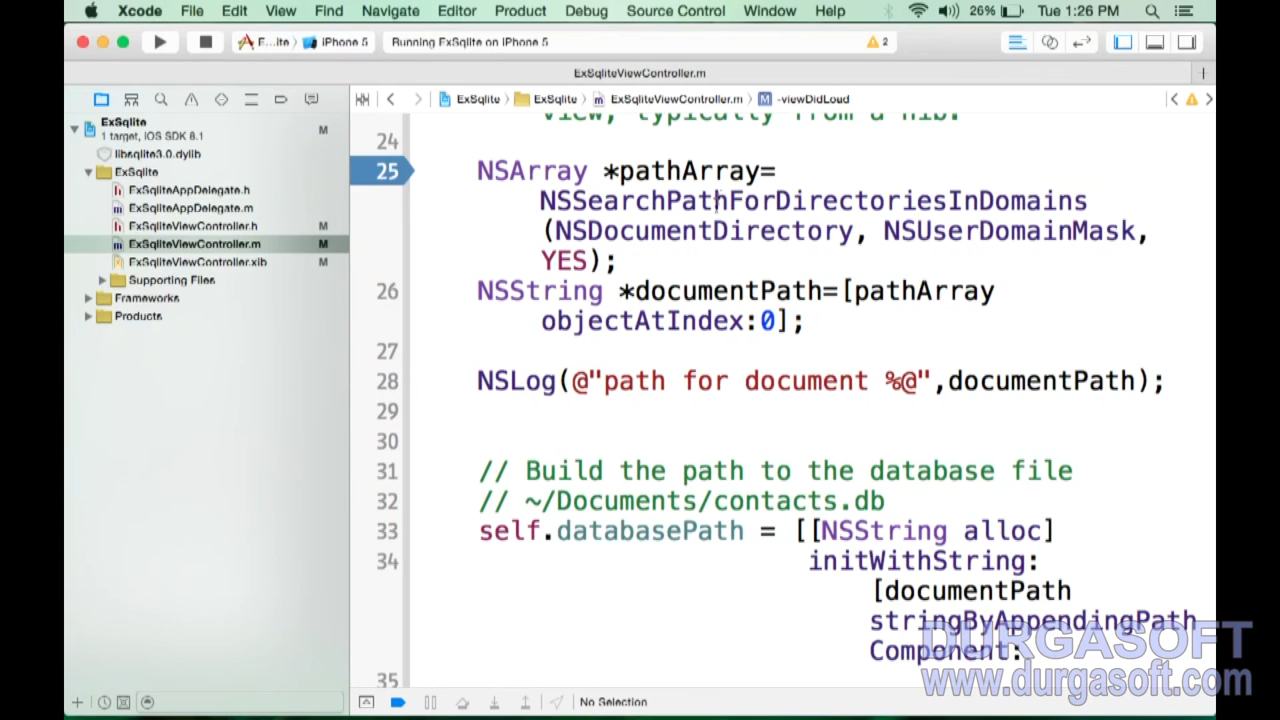 Xcode File Edit View Find Navigate Editor Product Debug Source Control Window Help 26% Tue 1:26 PM
E...ite iPhone 5 Running ExSqlite on iPhone 5 2
ExSqliteViewController.m
ExSqlite ExSqlite ExSqliteViewController.m -viewDidLoad
ExSqlite
1 target, iOS SDK 8.1
M
libsqlite3.0.dylib
ExSqlite
ExSqliteAppDelegate.h
ExSqliteAppDelegate.m
ExSqliteViewController.h M
ExSqliteViewController.m M
ExSqliteViewController.xib M
Supporting Files
Frameworks
Products
view, typically from a nib.
24
25 NSArray *pathArray=
NSSearchPathForDirectoriesInDomains
(NSDocumentDirectory, NSUserDomainMask,
YES);
26 NSString *documentPath=[pathArray
objectAtIndex:0];
27
28 NSLog(@"path for document %@",documentPath);
29
30
31 // Build the path to the database file
32 // ~/Documents/contacts.db
33 self.databasePath = [[NSString alloc]
34 initWithString:
[documentPath
stringByAppendingPath
Component:
35
No Selection
DURGASOFT
www.durgasoft.com